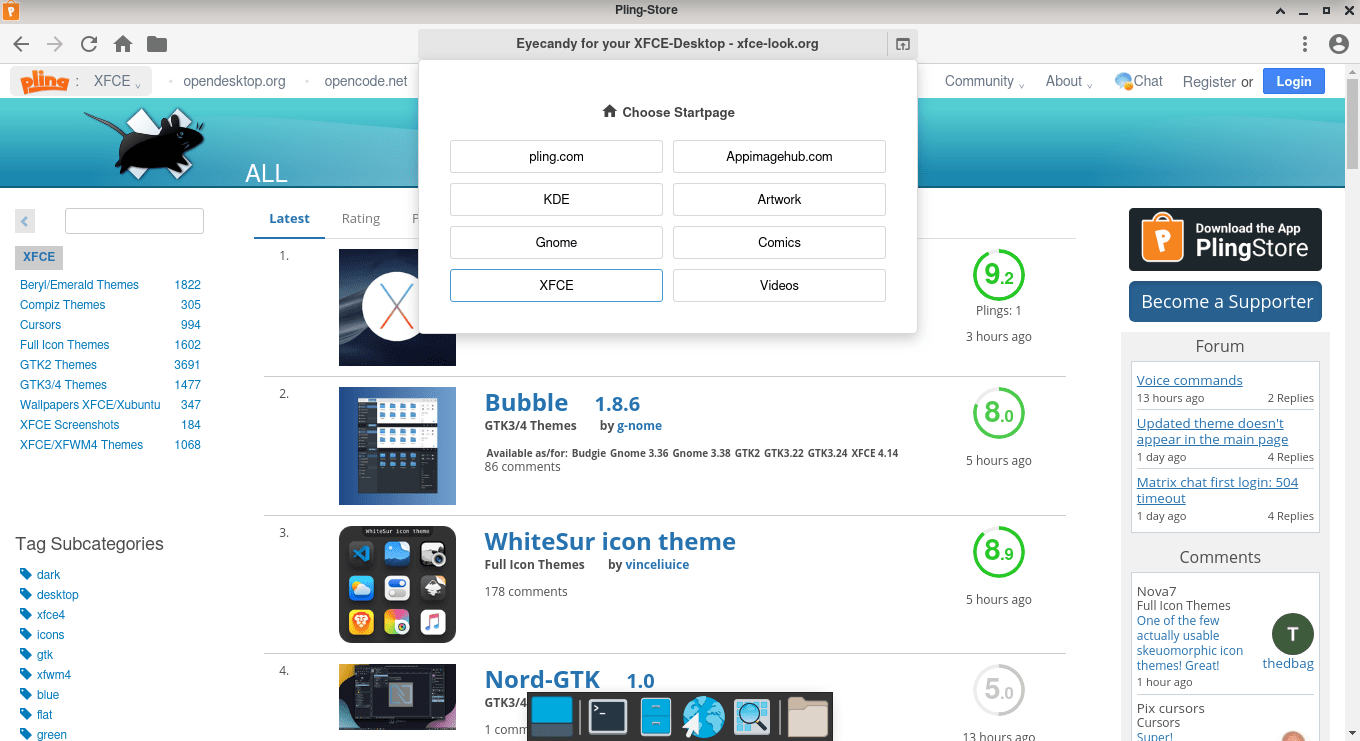 Pling-Store
Eyecandy for your XFCE-Desktop - xfce-look.org
pling : XFCE
opendesktop.org
opencode.net
Community
About
Chat
Register or
Login
Choose Startpage
pling.com
Appimagehub.com
KDE
Artwork
Gnome
Comics
XFCE
Videos
ALL
XFCE
Beryl/Emerald Themes 1822
Compiz Themes 305
Cursors 994
Full Icon Themes 1602
GTK2 Themes 3691
GTK3/4 Themes 1477
Wallpapers XFCE/Xubuntu 347
XFCE Screenshots 184
XFCE/XFWM4 Themes 1068
Tag Subcategories
dark
desktop
xfce4
icons
gtk
xfwm4
blue
flat
green
Latest Rating P
1.
9.2
Plings: 1
3 hours ago
2.
Bubble 1.8.6
GTK3/4 Themes by g-nome
Available as/for: Budgie Gnome 3.36 Gnome 3.38 GTK2 GTK3.22 GTK3.24 XFCE 4.14
86 comments
8.0
5 hours ago
3.
WhiteSur icon theme
WhiteSur icon theme
Full Icon Themes by vinceliuice
178 comments
8.9
5 hours ago
4.
Nord-GTK 1.0
GTK3/4
1 comm
5.0
13 hours ago
P
Download the App
PlingStore
Become a Supporter
Forum
Voice commands
13 hours ago 2 Replies
Updated theme doesn't
appear in the main page
1 day ago 4 Replies
Matrix chat first login: 504
timeout
1 day ago 4 Replies
Comments
Nova7
Full Icon Themes
One of the few
actually usable
skeuomorphic icon
themes! Great!
1 hour ago
T
thedbag
Pix cursors
Cursors
Super!